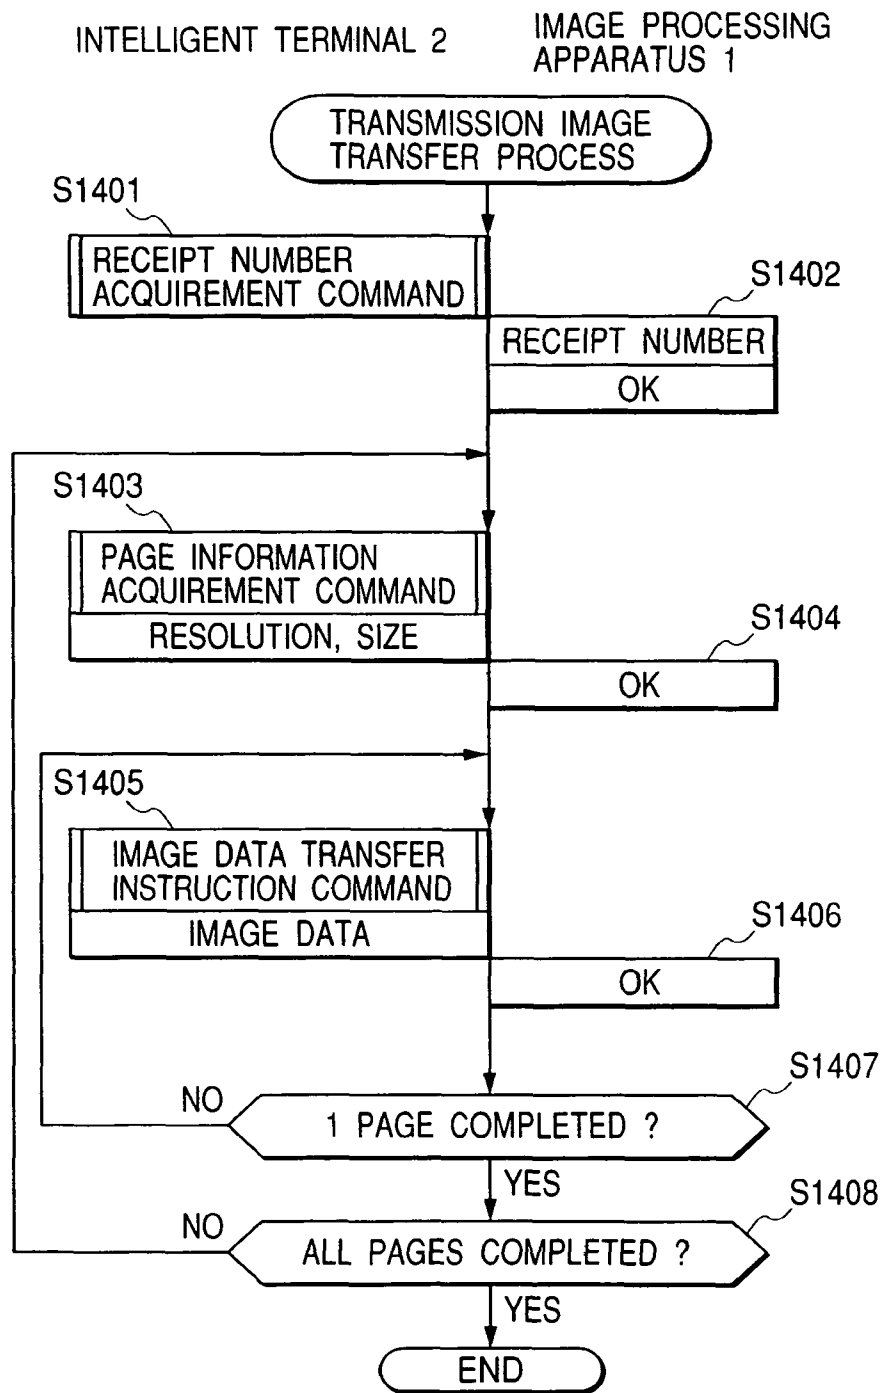 INTELLIGENT TERMINAL 2
IMAGE PROCESSING
APPARATUS 1
TRANSMISSION IMAGE
TRANSFER PROCESS
S1401
RECEIPT NUMBER
ACQUIREMENT COMMAND
S1402
RECEIPT NUMBER
OK
S1403
PAGE INFORMATION
ACQUIREMENT COMMAND
RESOLUTION, SIZE
S1404
OK
S1405
IMAGE DATA TRANSFER
INSTRUCTION COMMAND
IMAGE DATA
S1406
OK
S1407
NO
1 PAGE COMPLETED ?
YES
S1408
NO
ALL PAGES COMPLETED ?
YES
END